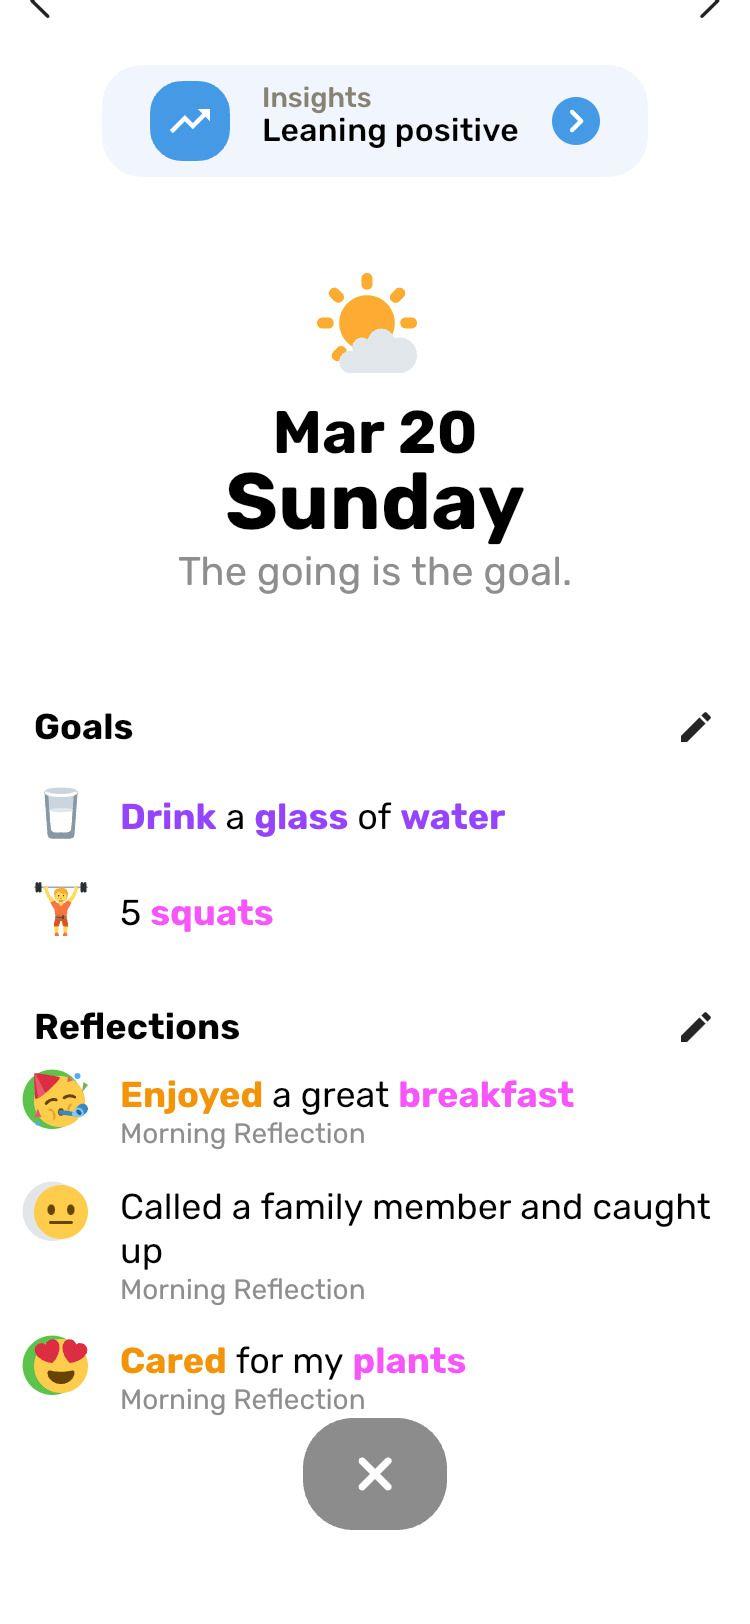 Insights
Leaning positive
Mar 20
Sunday
The going is the goal.
Goals
Drink a glass of water
5 squats
Reflections
Enjoyed a great breakfast
Morning Reflection
Called a family member and caught
up
Morning Reflection
Cared for my plants
Morning Reflection